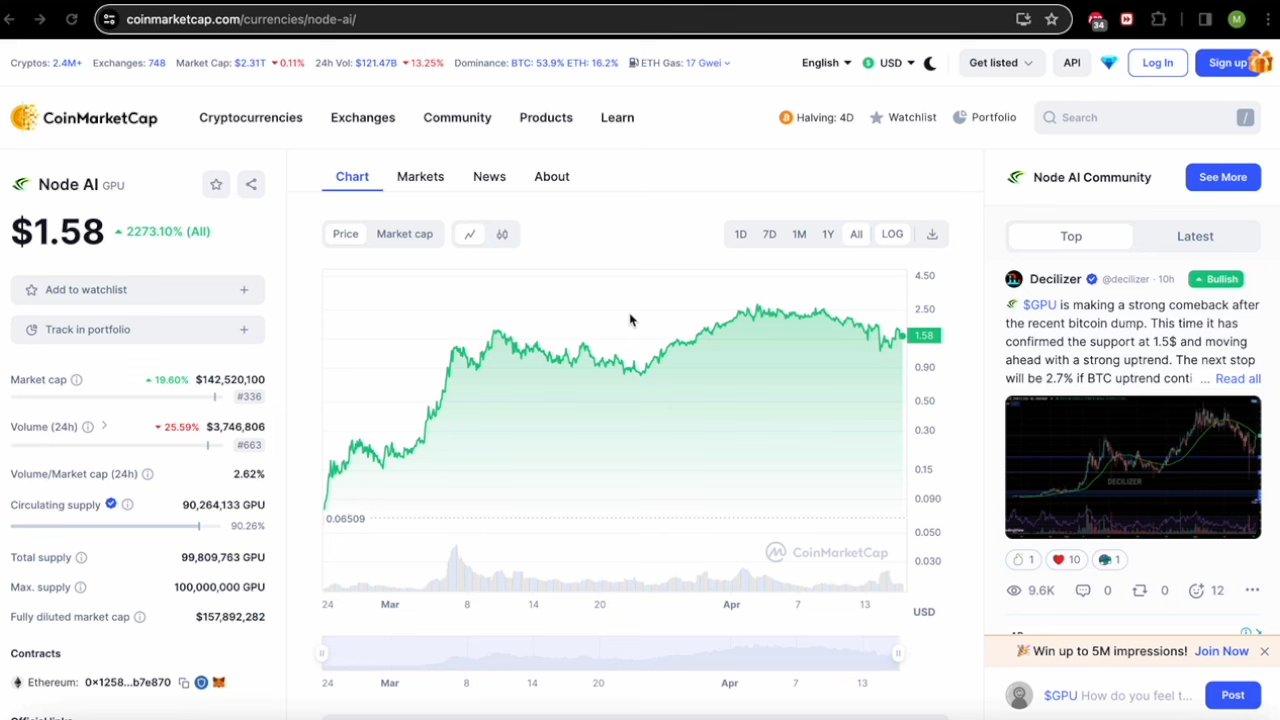 coinmarketcap.com/currencies/node-ai/
34
M
Cryptos: 2.4M+ Exchanges: 748 Market Cap: $2.31T 0.11% 24h Vol: $121.47B 13.25% Dominance: BTC: 53.9% ETH: 16.2% ETH Gas: 17 Gwei
English USD Get listed API Log In Sign up
CoinMarketCap
Cryptocurrencies Exchanges Community Products Learn
Halving: 4D Watchlist Portfolio Search /
Node AI GPU
$1.58 2273.10% (All)
Add to watchlist +
Track in portfolio +
Market cap 19.60% $142,520,100
#336
Volume (24h) 25.59% $3,746,806
#663
Volume/Market cap (24h) 2.62%
Circulating supply 90,264,133 GPU
90.26%
Total supply 99,809,763 GPU
Max. supply 100,000,000 GPU
Fully diluted market cap $157,892,282
Contracts
Ethereum: 0x1258...b7e870
Chart Markets News About
Price Market cap
1D 7D 1M 1Y All LOG
4.50
2.50
1.58
0.90
0.50
0.30
0.15
0.090
0.06509
0.050
0.030
CoinMarketCap
24 Mar 8 14 20 Apr 7 13
USD
24 Mar 8 14 20 Apr 7 13
Node AI Community See More
Top Latest
Decilizer @decilizer · 10h Bullish
$GPU is making a strong comeback after
the recent bitcoin dump. This time it has
confirmed the support at 1.5$ and moving
ahead with a strong uptrend. The next stop
will be 2.7% if BTC uptrend conti ... Read all
DECILIZER
1 10 1
9.6K 0 0 12
Win up to 5M impressions! Join Now
$GPU How do you feel t... Post